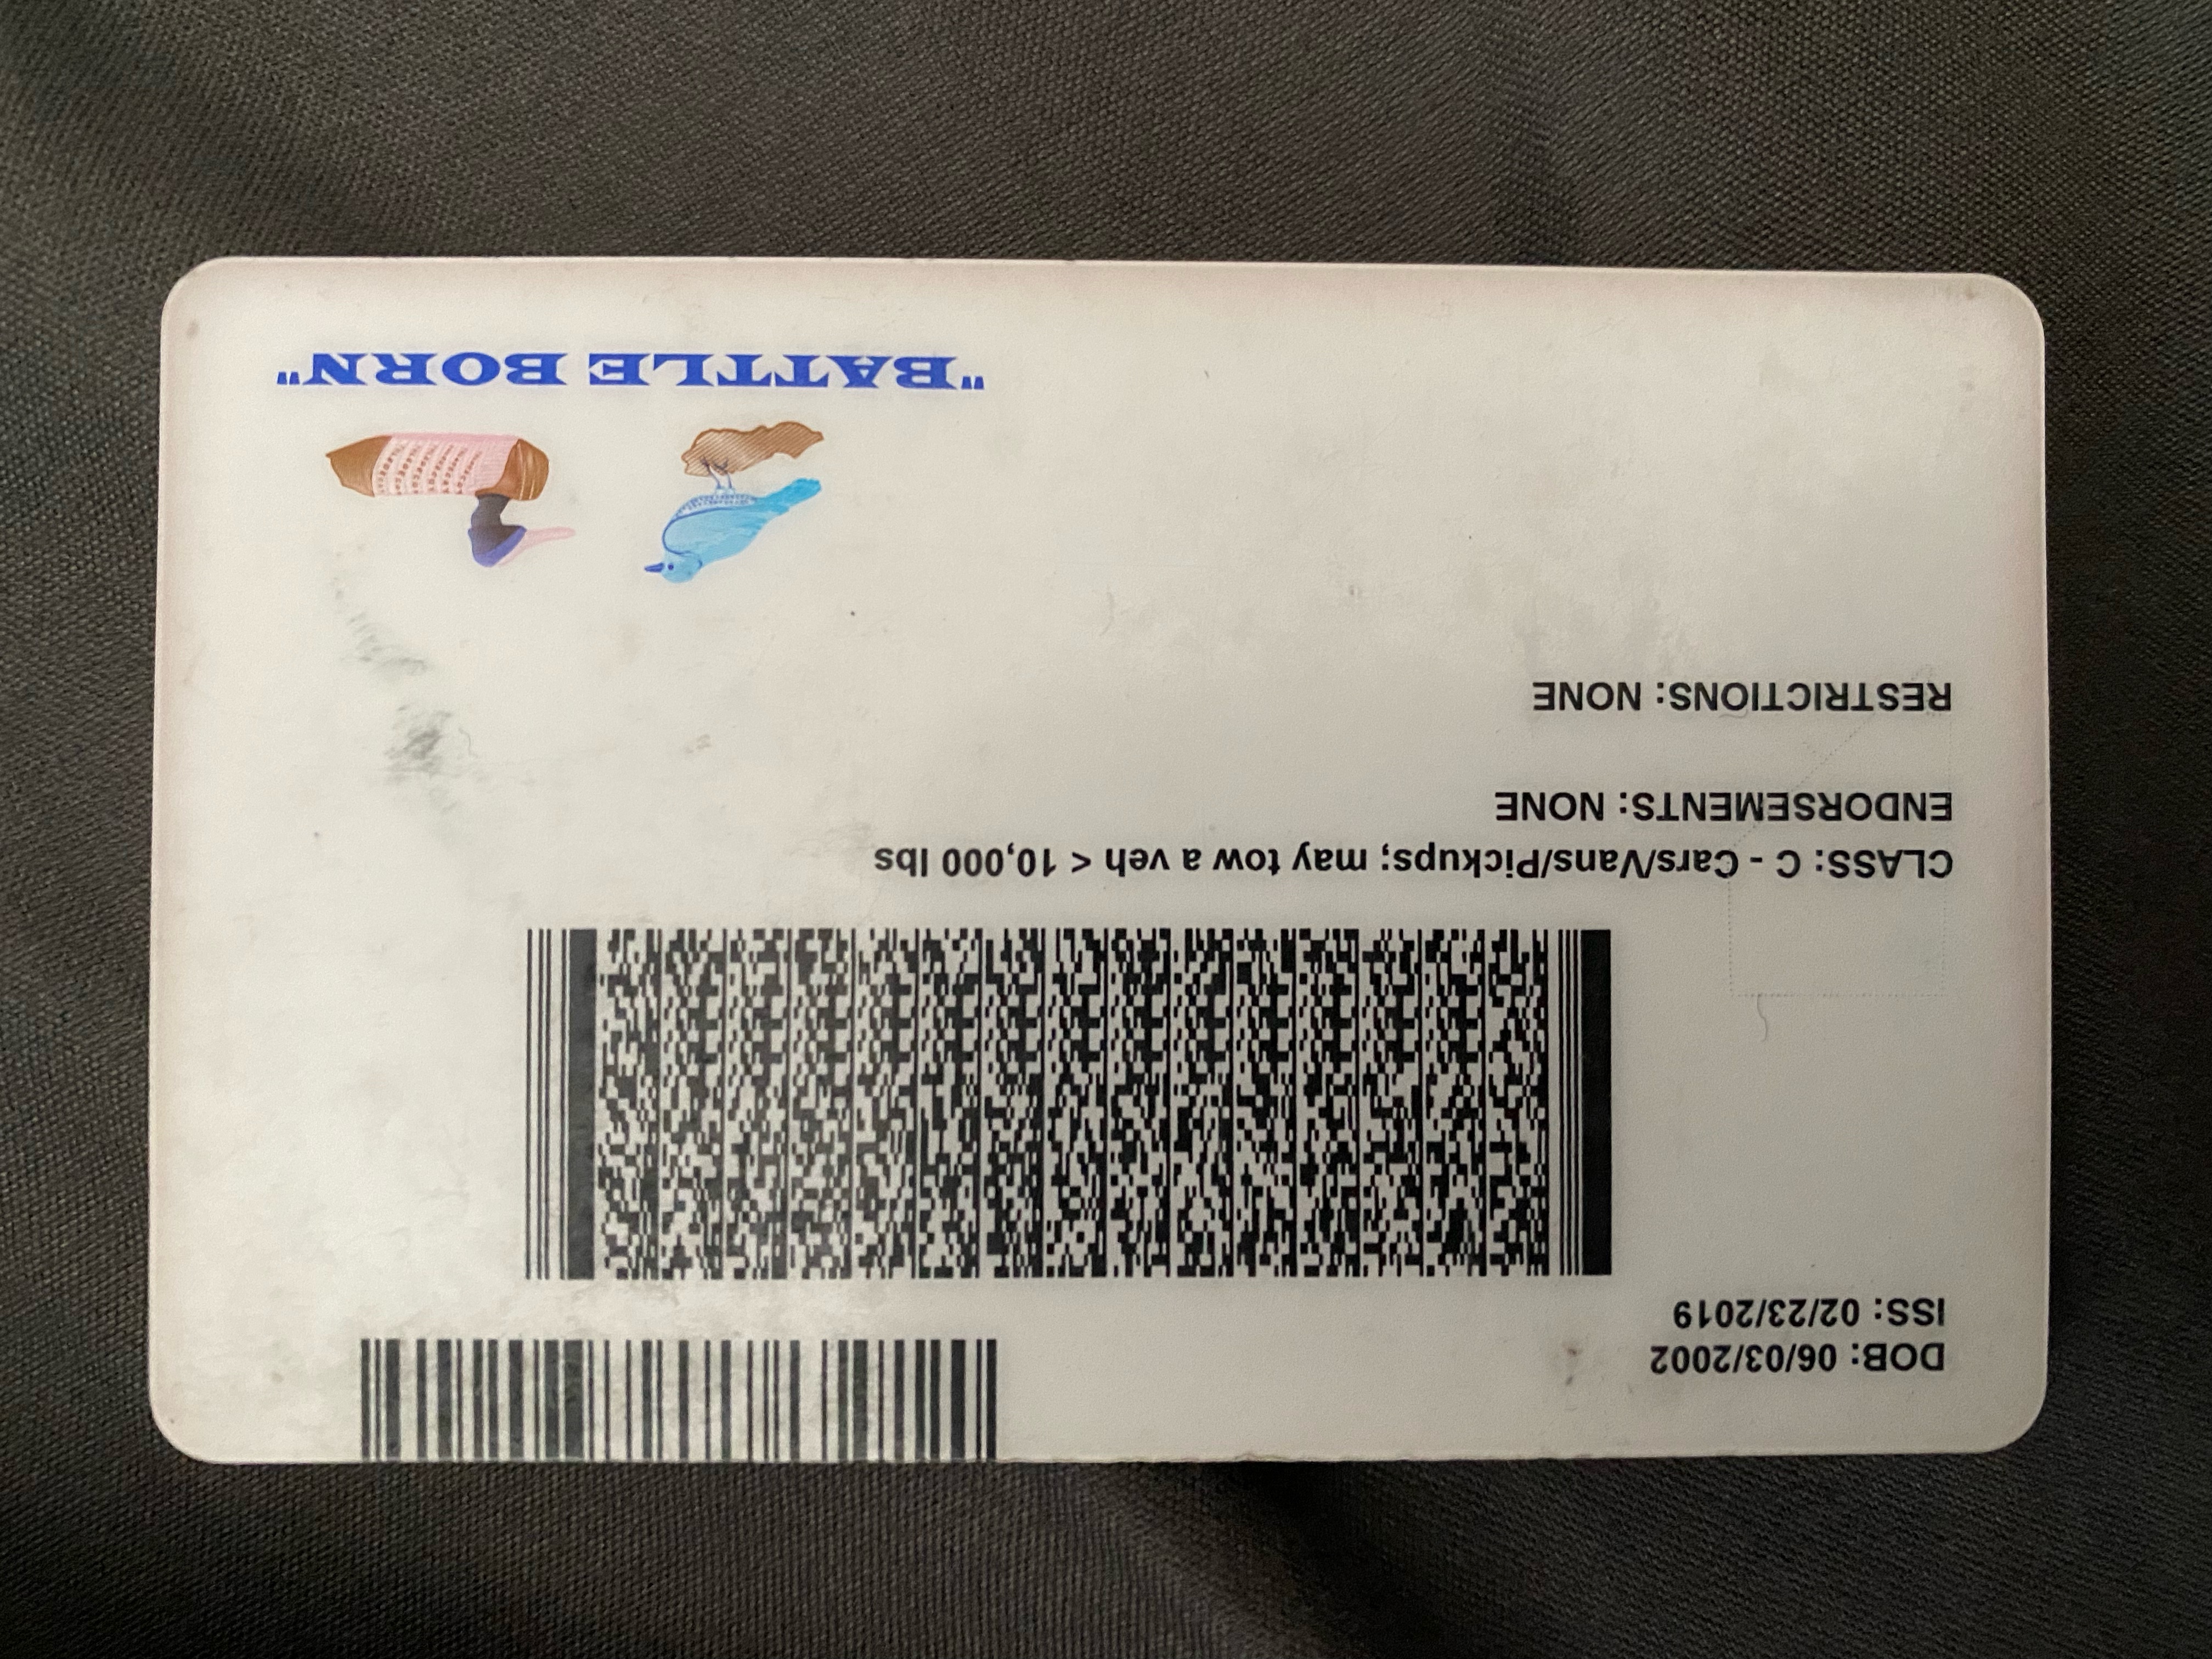 DOB: 06/03/2002
ISS: 02/23/2019
CLASS: C - Cars/Vans/Pickups; may tow a veh < 10,000 lbs
ENDORSEMENTS: NONE
RESTRICTIONS: NONE
"BATTLE BORN"